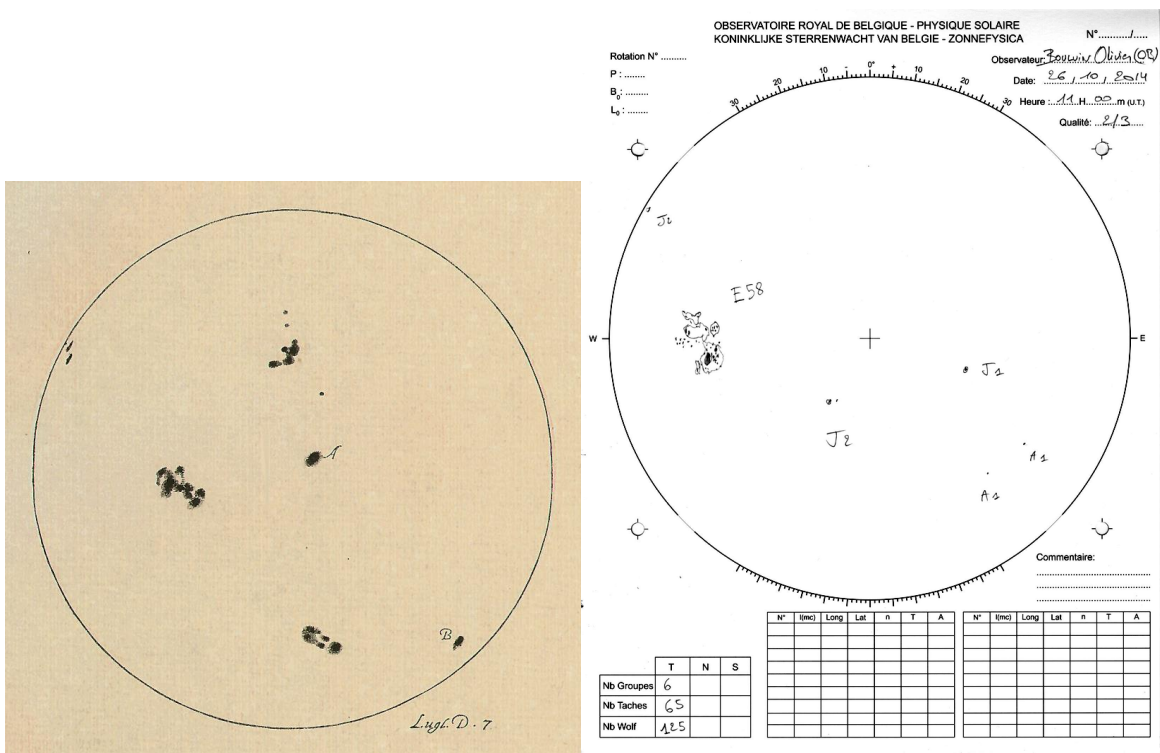 A
B
Lugl. D. 7
OBSERVATOIRE ROYAL DE BELGIQUE - PHYSIQUE SOLAIRE
KONINKLIJKE STERRENWACHT VAN BELGIE - ZONNEFYSICA
N°........../.....
Rotation N° .........
Observateur: Olivier (OB)
P : .......
Date: 26, 10, 2014
B0: ........
Heure : 11 H 00 m (U.T.)
L0 : .......
Qualité: 2/3
30 20 10 - 0° + 10 20 30
J1
E58
W E
J1
J2
A1
A1
Commentaire:
N° l(mc) Long Lat n T A N° l(mc) Long Lat n T A
T N S
Nb Groupes 6
Nb Taches 65
Nb Wolf 125